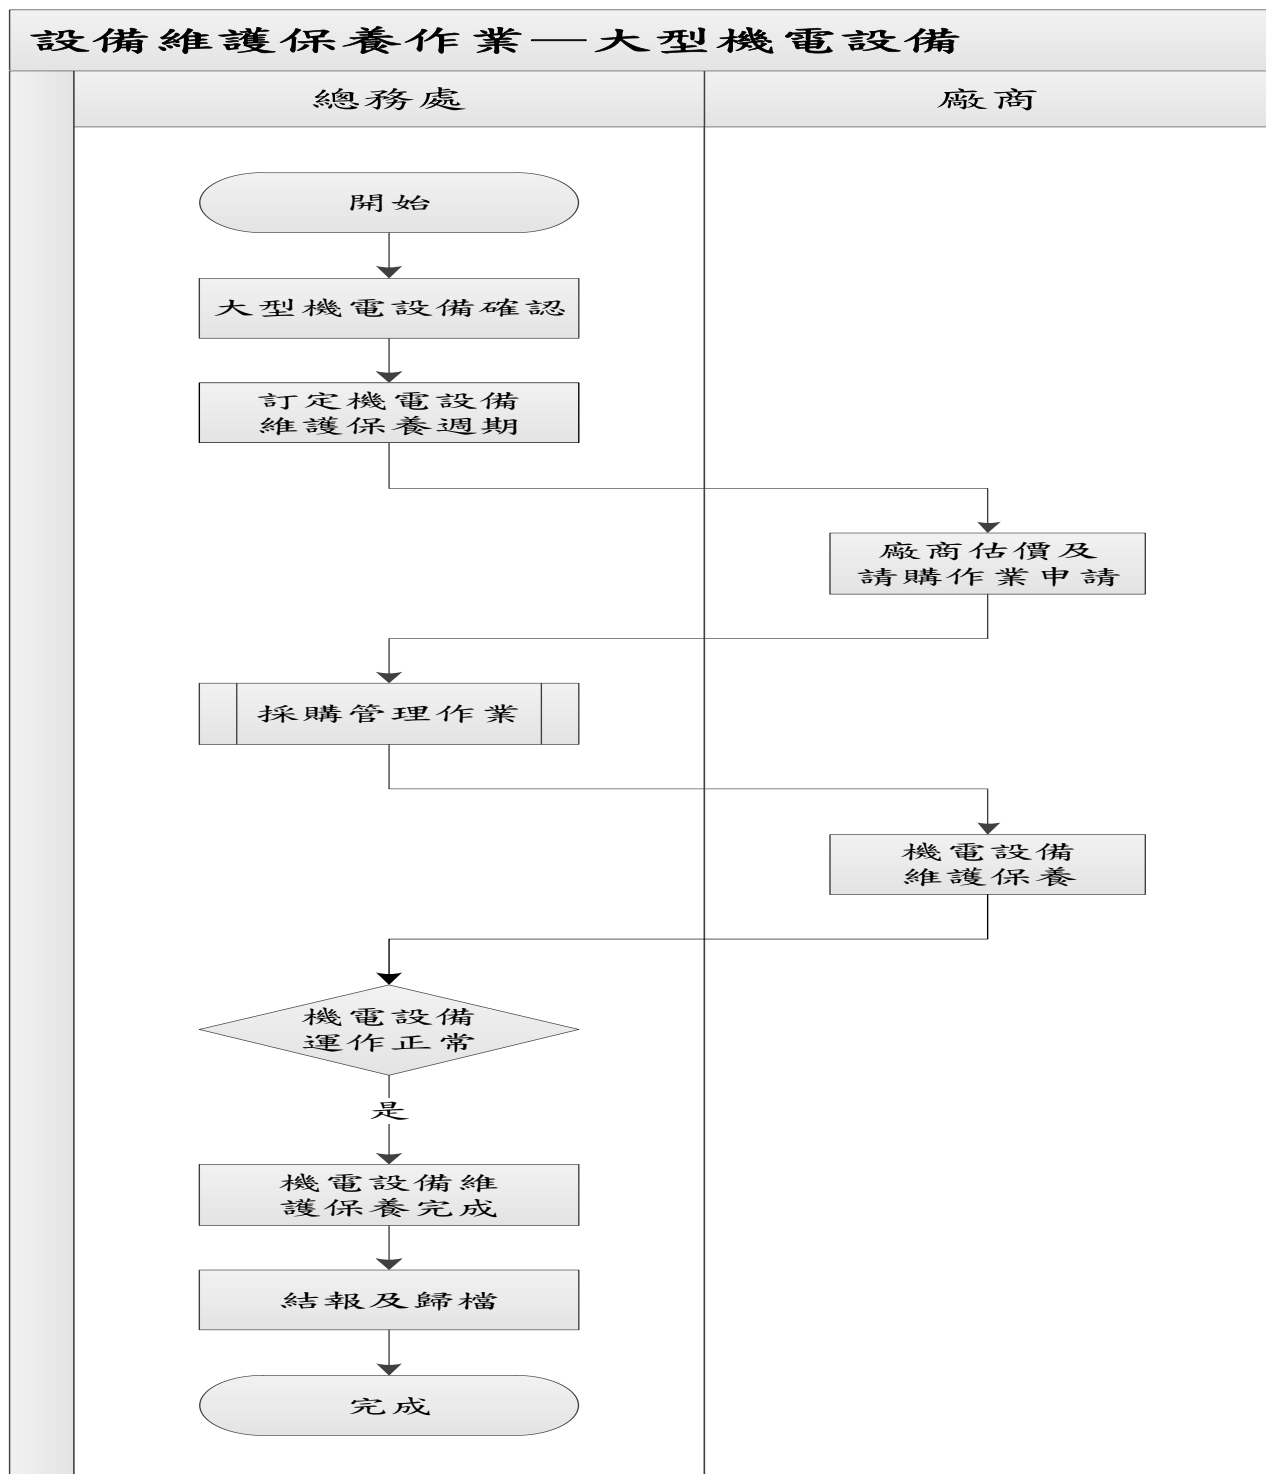 設備維護保養作業—大型機電設備
總務處
廠商
開始
大型機電設備確認
訂定機電設備
維護保養週期
廠商估價及
請購作業申請
採購管理作業
機電設備
維護保養
機電設備
運作正常
是
機電設備維
護保養完成
結報及歸檔
完成